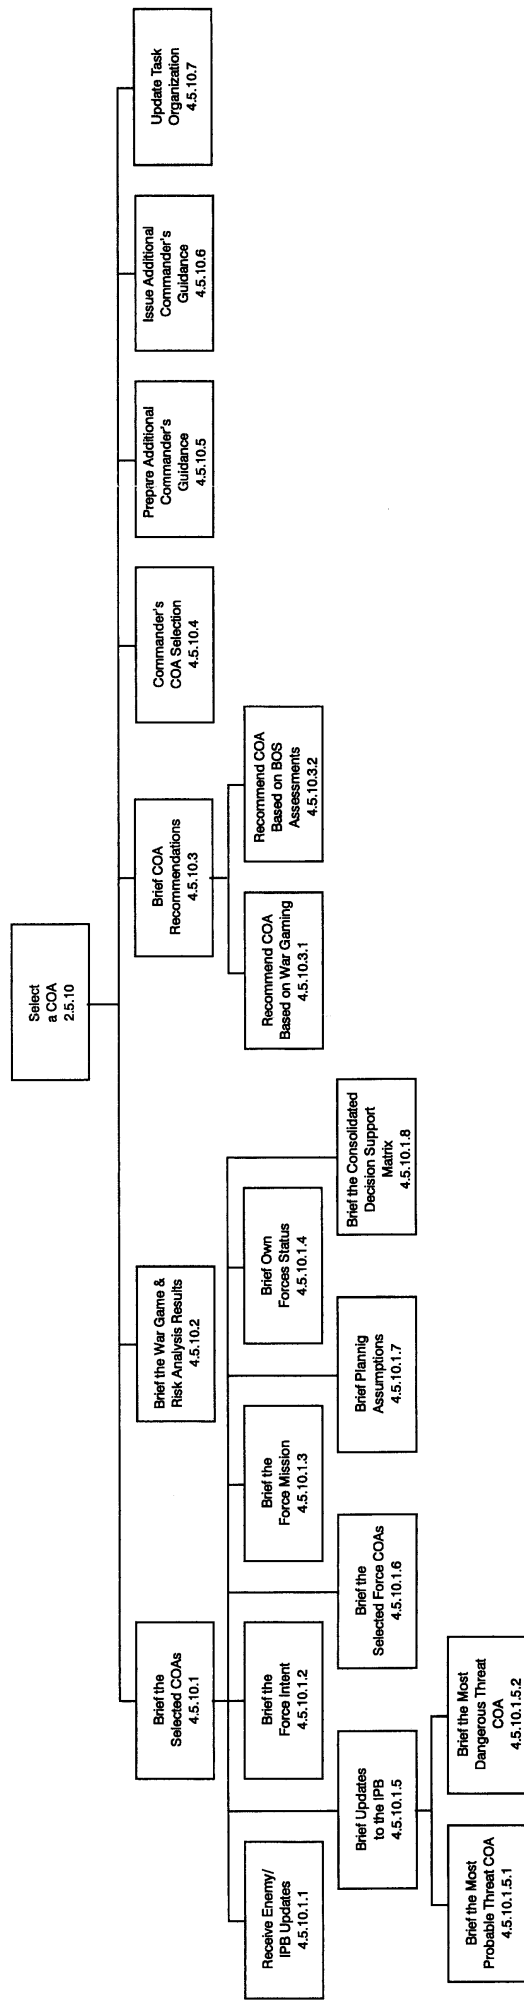 Select
a COA
2.5.10
Brief the
Selected COAs
4.5.10.1
Brief the War Game &
Risk Analysis Results
4.5.10.2
Brief COA
Recommendations
4.5.10.3
Commander's
COA Selection
4.5.10.4
Prepare Additional
Commander's
Guidance
4.5.10.5
Issue Additional
Commander's
Guidance
4.5.10.6
Update Task
Organization
4.5.10.7
Receive Enemy/
IPB Updates
4.5.10.1.1
Brief the
Force Intent
4.5.10.1.2
Brief the
Force Mission
4.5.10.1.3
Brief Own
Forces Status
4.5.10.1.4
Recommend COA
Based on War Gaming
4.5.10.3.1
Recommend COA
Based on BOS
Assessments
4.5.10.3.2
Brief Updates
to the IPB
4.5.10.1.5
Brief the
Selected Force COAs
4.5.10.1.6
Brief Plannig
Assumptions
4.5.10.1.7
Brief the Consolidated
Decision Support
Matrix
4.5.10.1.8
Brief the Most
Probable Threat COA
4.5.10.1.5.1
Brief the Most
Dangerous Threat
COA
4.5.10.1.5.2